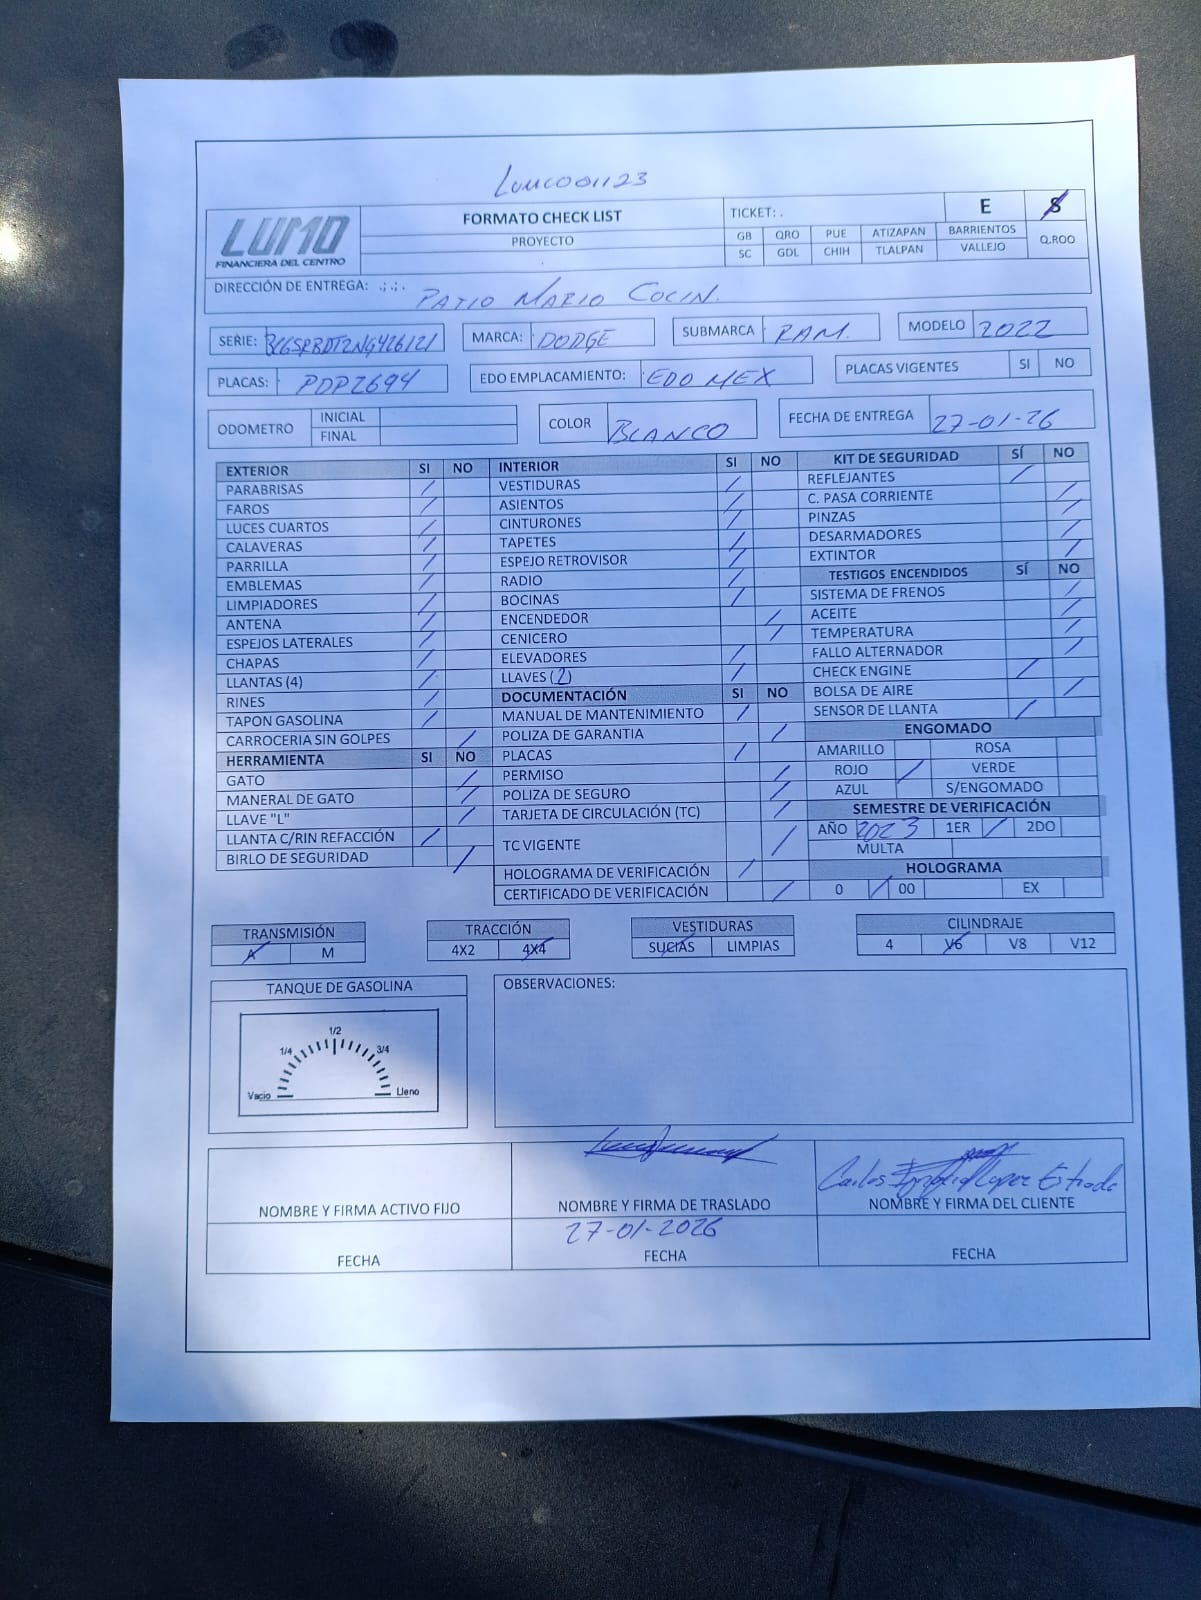 LUMC001123
LUMO
FINANCIERA DEL CENTRO
FORMATO CHECK LIST
PROYECTO
TICKET: .
E
S
GB QRO PUE ATIZAPAN BARRIENTOS
SC GDL CHIH TLALPAN VALLEJO
Q.ROO
DIRECCIÓN DE ENTREGA: .;.;. PATIO MARIO COLIN.
SERIE: 3C6SRBDT2NG426121 MARCA: DODGE SUBMARCA RAM. MODELO 2022
PLACAS: PDP2694 EDO EMPLACAMIENTO: EDO MEX PLACAS VIGENTES SI NO
ODOMETRO INICIAL
FINAL
COLOR BLANCO FECHA DE ENTREGA 27-01-26
EXTERIOR SI NO
PARABRISAS /
FAROS /
LUCES CUARTOS /
CALAVERAS /
PARRILLA /
EMBLEMAS /
LIMPIADORES /
ANTENA /
ESPEJOS LATERALES /
CHAPAS /
LLANTAS (4) /
RINES /
TAPON GASOLINA /
CARROCERIA SIN GOLPES /
HERRAMIENTA SI NO
GATO /
MANERAL DE GATO /
LLAVE "L" /
LLANTA C/RIN REFACCIÓN /
BIRLO DE SEGURIDAD /
INTERIOR SI NO
VESTIDURAS /
ASIENTOS /
CINTURONES /
TAPETES /
ESPEJO RETROVISOR /
RADIO /
BOCINAS /
ENCENDEDOR /
CENICERO /
ELEVADORES /
LLAVES (2) /
DOCUMENTACIÓN SI NO
MANUAL DE MANTENIMIENTO /
POLIZA DE GARANTIA /
PLACAS /
PERMISO /
POLIZA DE SEGURO /
TARJETA DE CIRCULACIÓN (TC) /
TC VIGENTE /
HOLOGRAMA DE VERIFICACIÓN /
CERTIFICADO DE VERIFICACIÓN /
KIT DE SEGURIDAD SÍ NO
REFLEJANTES /
C. PASA CORRIENTE /
PINZAS /
DESARMADORES /
EXTINTOR /
TESTIGOS ENCENDIDOS SÍ NO
SISTEMA DE FRENOS /
ACEITE /
TEMPERATURA /
FALLO ALTERNADOR /
CHECK ENGINE /
BOLSA DE AIRE /
SENSOR DE LLANTA /
ENGOMADO
AMARILLO ROSA
ROJO / VERDE
AZUL S/ENGOMADO
SEMESTRE DE VERIFICACIÓN
AÑO 2023 1ER / 2DO
MULTA
HOLOGRAMA
0 / 00 EX
TRANSMISIÓN
A M
TRACCIÓN
4X2 4X4
VESTIDURAS
SUCIAS LIMPIAS
CILINDRAJE
4 V6 V8 V12
TANQUE DE GASOLINA
1/2
1/4 3/4
Vacio Lleno
OBSERVACIONES:
Carlos Lopez Estrada
NOMBRE Y FIRMA ACTIVO FIJO
NOMBRE Y FIRMA DE TRASLADO
NOMBRE Y FIRMA DEL CLIENTE
27-01-2026
FECHA
FECHA
FECHA